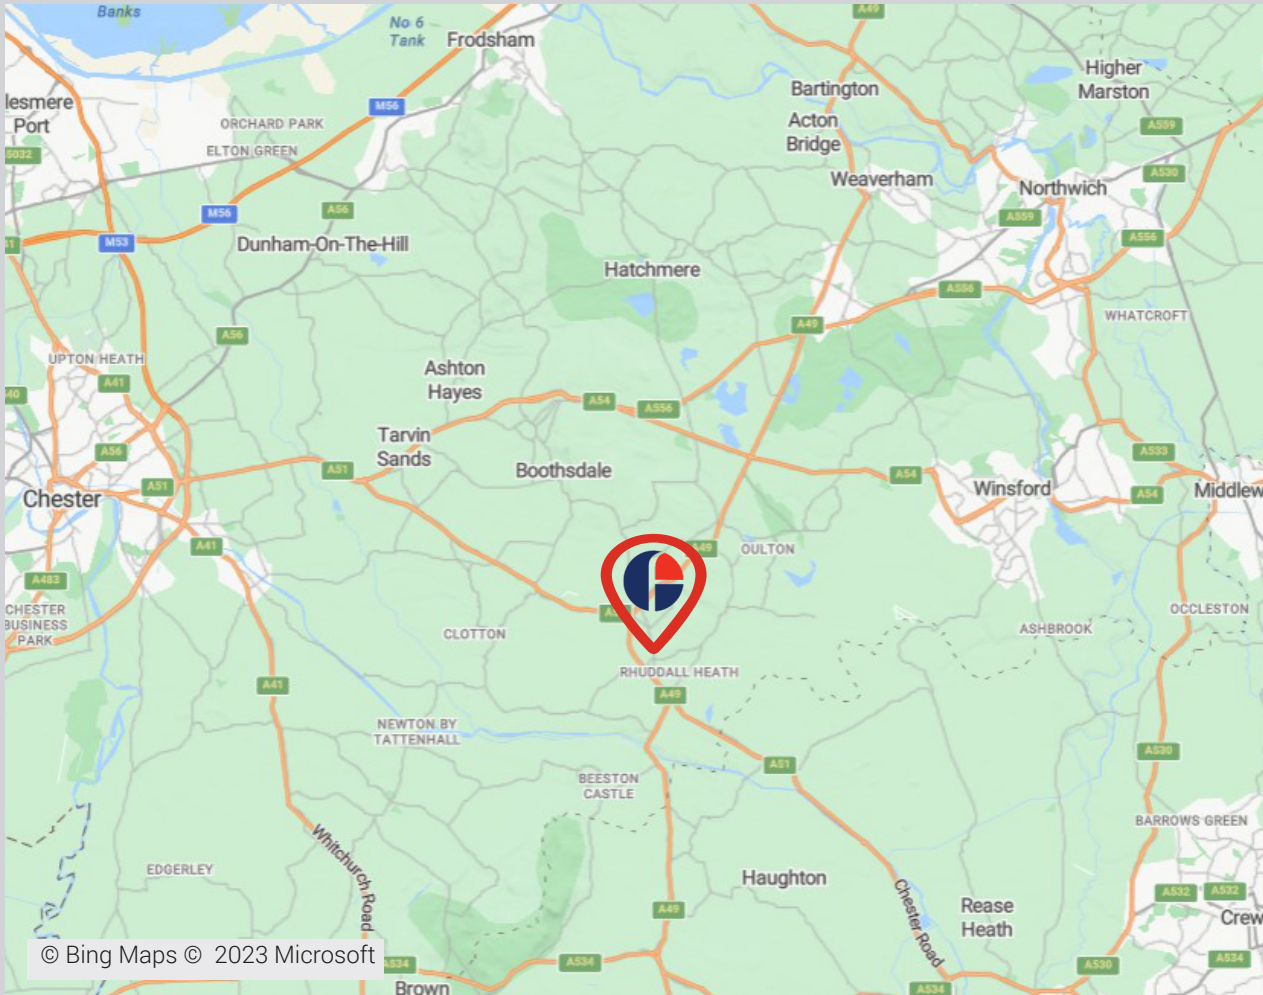 Banks
No 6
Tank
Frodsham
A49
Higher
Marston
Bartington
lesmere
Port
M56
ORCHARD PARK
Acton
Bridge
A559
5032
ELTON GREEN
A530
Weaverham
Northwich
M56
A56
A559
41
M53
Dunham-On-The-Hill
A556
Hatchmere
A556
WHATCROFT
A49
A56
UPTON HEATH
Ashton
Hayes
A41
A54
A556
Tarvin
Sands
A56
A533
A51
Boothsdale
A54
A51
Winsford
A54
Middlew
Chester
A41
A49
OULTON
A483
CHESTER
BUSINESS
PARK
OCCLESTON
CLOTTON
ASHBROOK
RHUDDALL HEATH
A41
A49
NEWTON BY
TATTENHALL
A530
A51
BEESTON
CASTLE
BARROWS GREEN
Whitchurch Road
EDGERLEY
Haughton
Chester Road
A532
A532
Rease
Heath
A49
Crew
© Bing Maps © 2023 Microsoft
A534
A534
A530
A534
Brown
A534